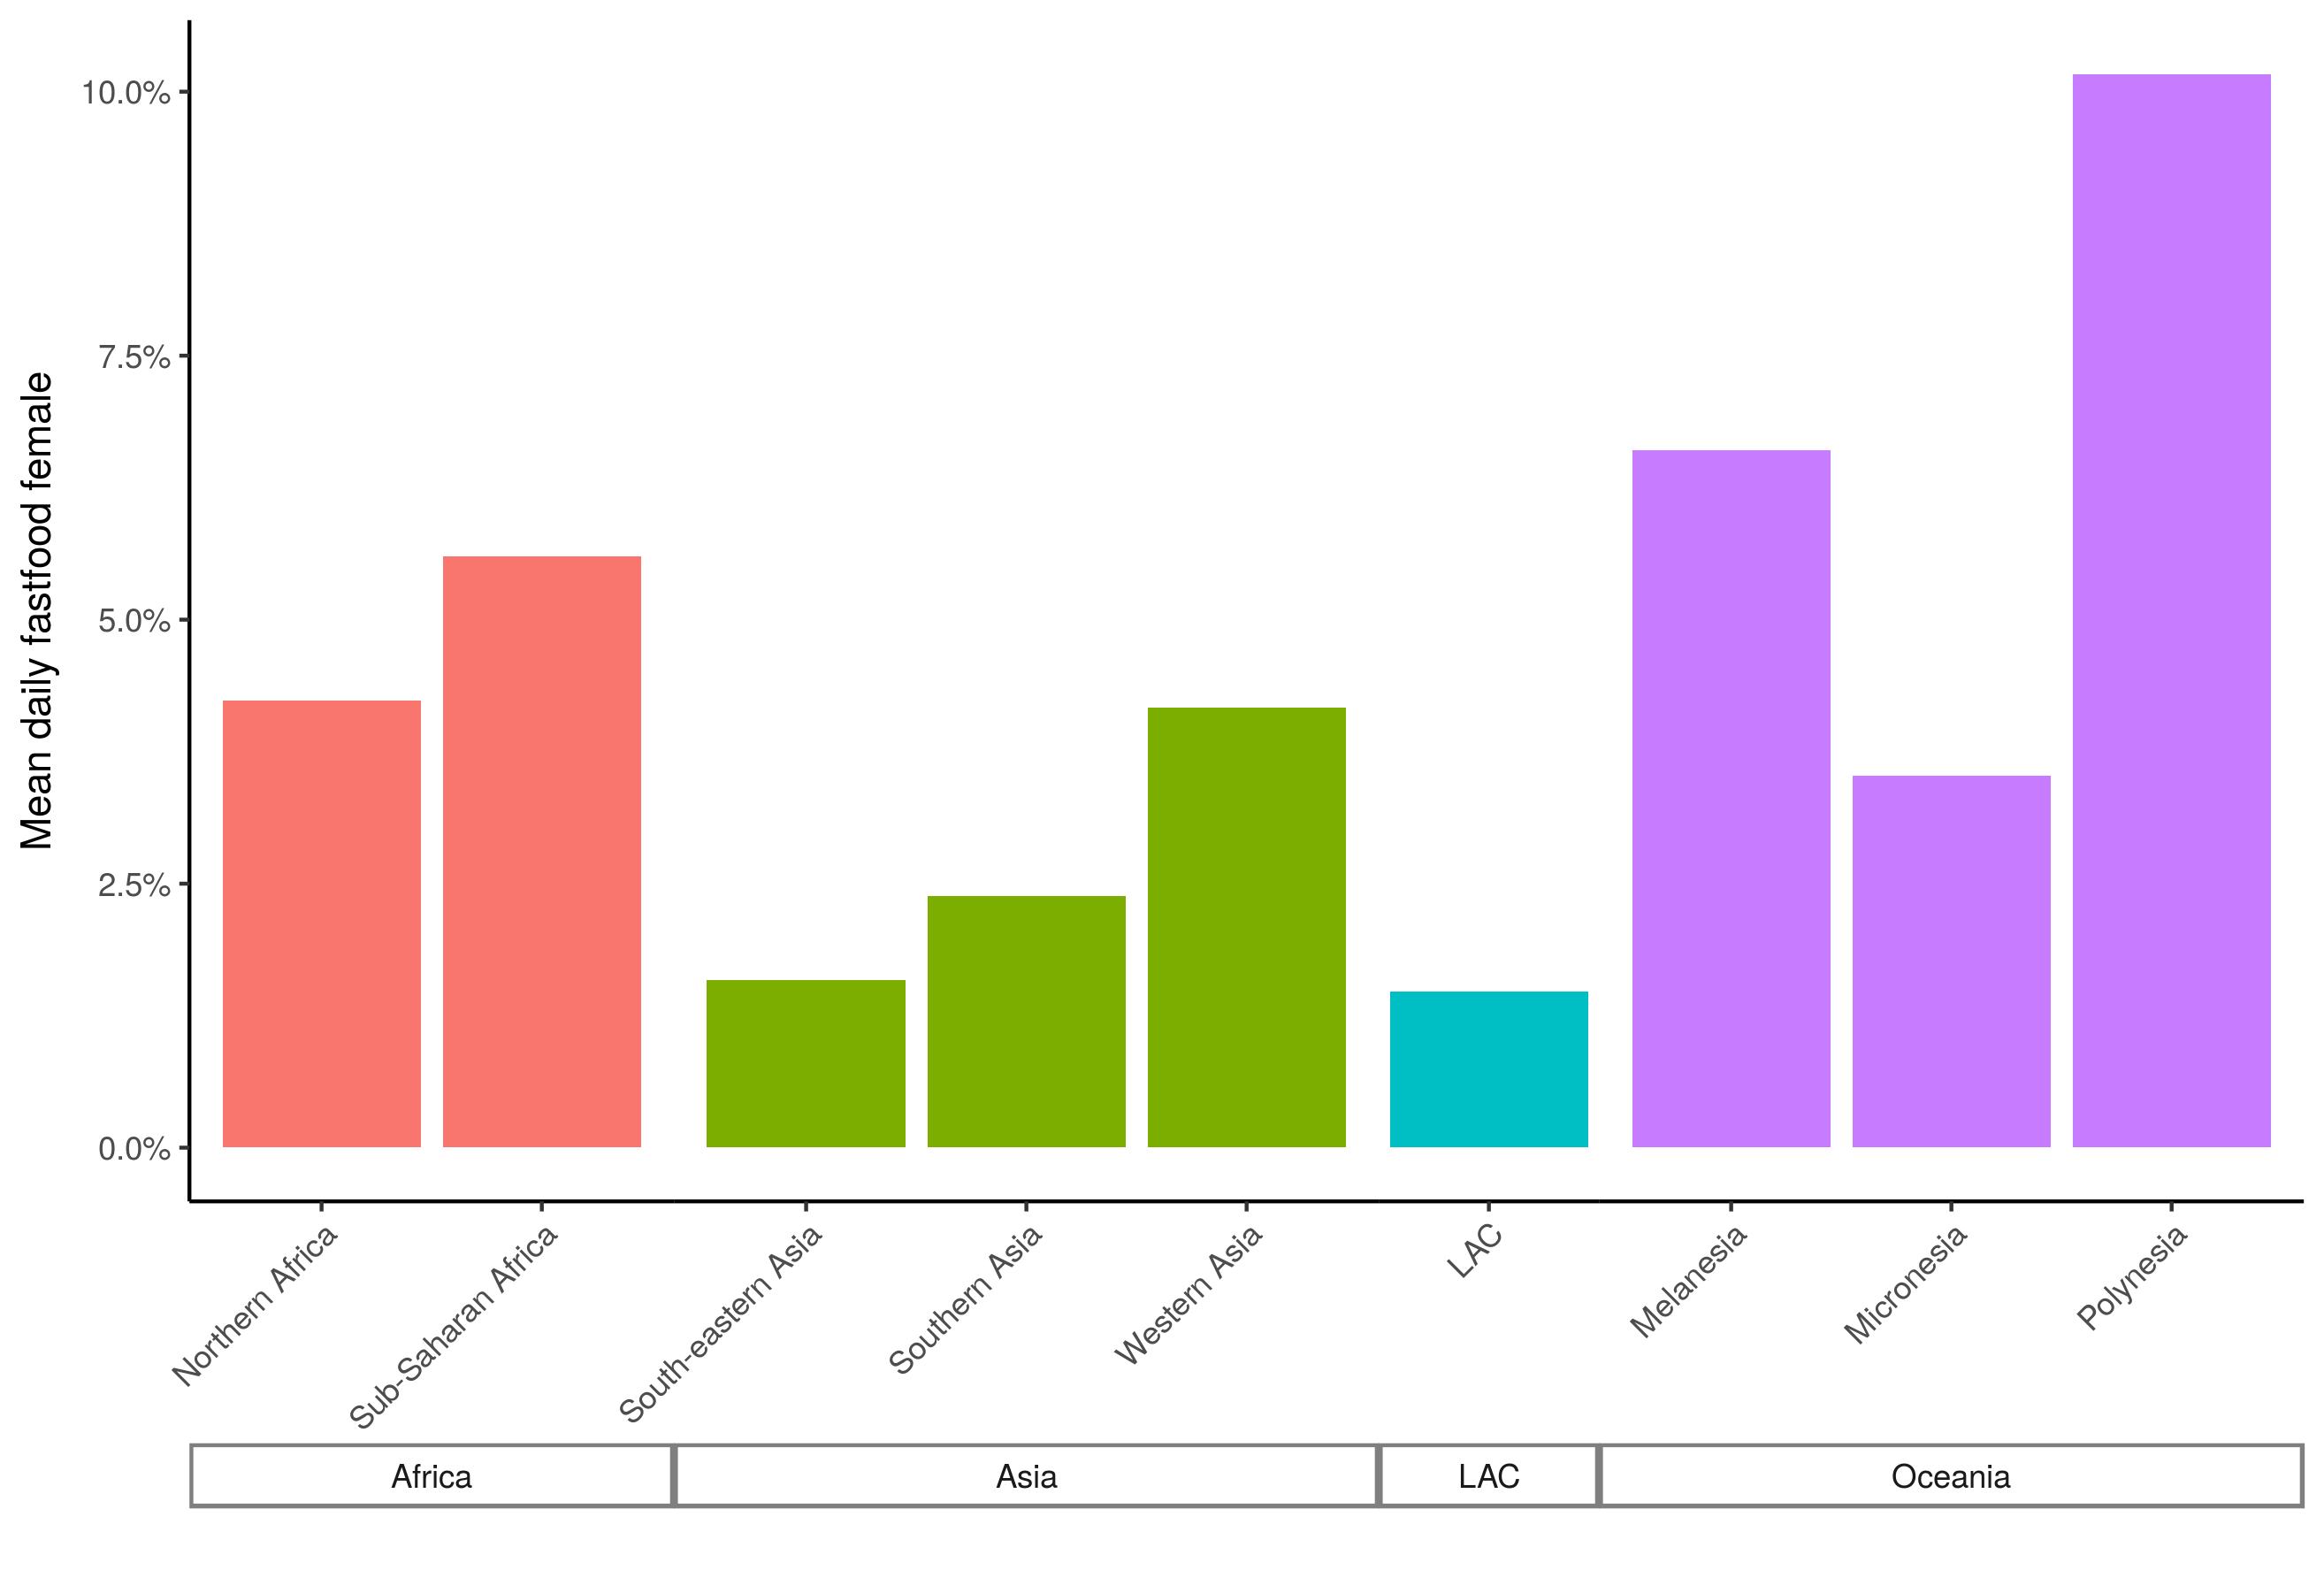 Mean daily fastfood female
10.0%
7.5%
5.0%
2.5%
0.0%
Northern Africa
Sub-Saharan Africa
South-eastern Asia
Southern Asia
Western Asia
LAC
Melanesia
Micronesia
Polynesia
Africa
Asia
LAC
Oceania